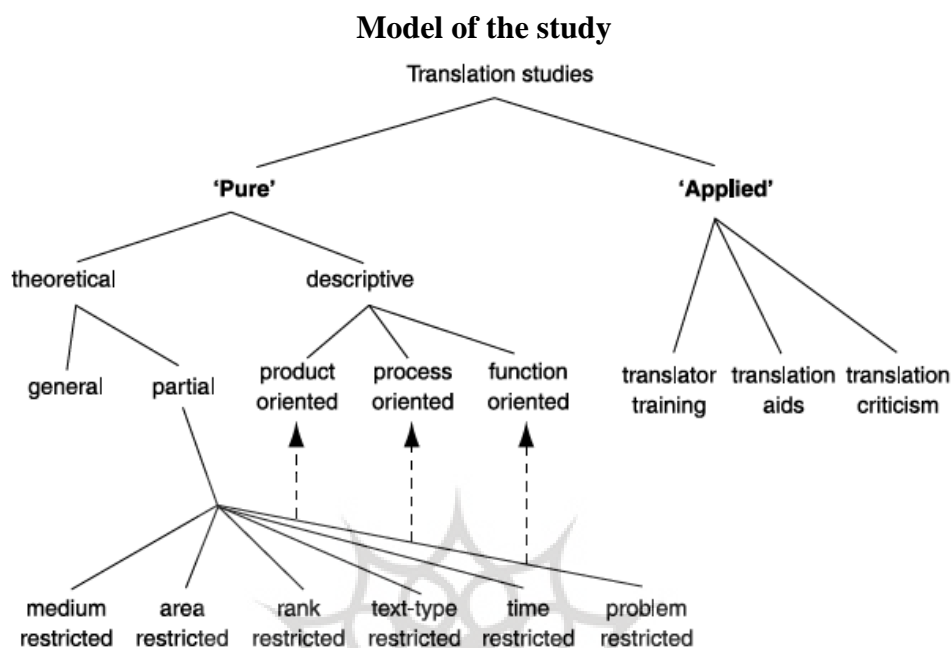 Model of the study
Translation studies
'Pure'
'Applied'
theoretical
descriptive
general
partial
product
oriented
process
oriented
function
oriented
translator
training
translation
aids
translation
criticism
medium
restricted
area
restricted
rank
restricted
text-type
restricted
time
restricted
problem
restricted